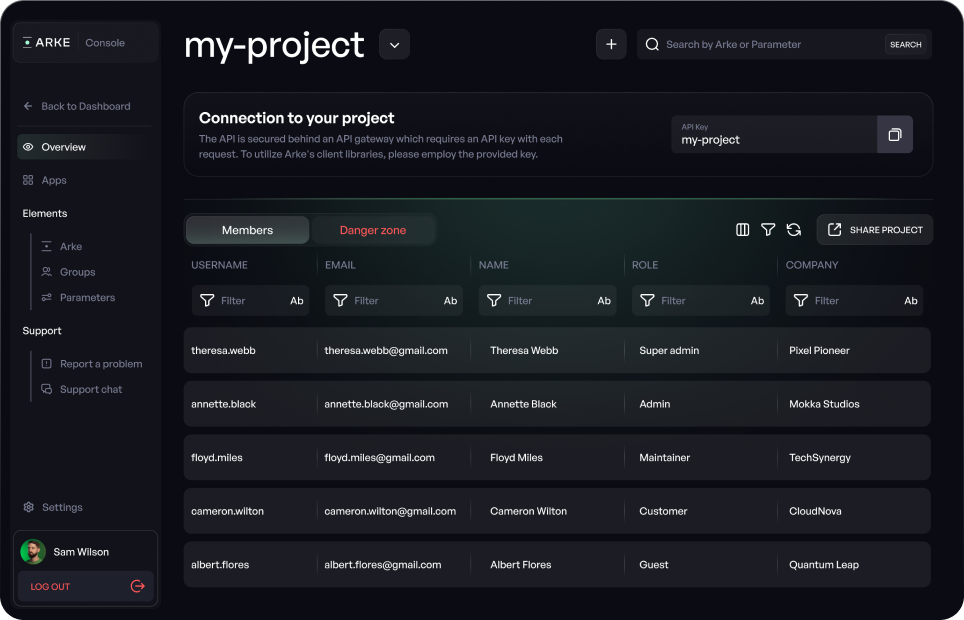 ARKE Console
Back to Dashboard
Overview
Apps
Elements
Arke
Groups
Parameters
Support
Report a problem
Support chat
Settings
Sam Wilson
LOG OUT
my-project
Search by Arke or Parameter SEARCH
Connection to your project
The API is secured behind an API gateway which requires an API key with each
request. To utilize Arke's client libraries, please employ the provided key.
API Key
my-project
Members Danger zone SHARE PROJECT
USERNAME EMAIL NAME ROLE COMPANY
Filter Ab Filter Ab Filter Ab Filter Ab Filter Ab
theresa.webb theresa.webb@gmail.com Theresa Webb Super admin Pixel Pioneer
annette.black annette.black@gmail.com Annette Black Admin Mokka Studios
floyd.miles floyd.miles@gmail.com Floyd Miles Maintainer TechSynergy
cameron.wilton cameron.wilton@gmail.com Cameron Wilton Customer CloudNova
albert.flores albert.flores@gmail.com Albert Flores Guest Quantum Leap